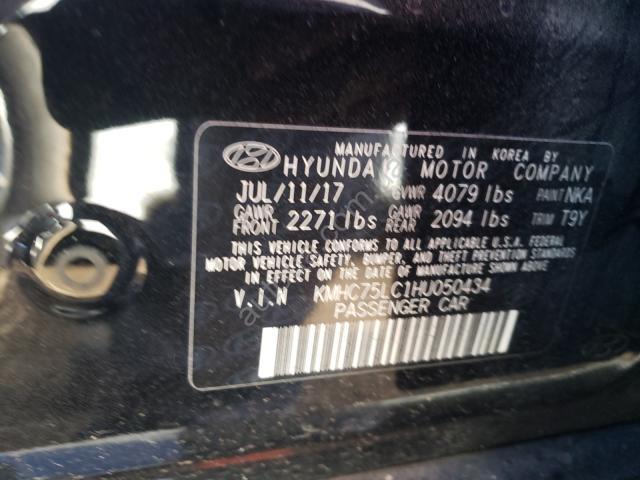 MANUFACTURED IN KOREA BY
HYUNDAI MOTOR COMPANY
JUL/11/17 GVWR 4079 lbs PAINT NKA
GAWR FRONT 2271 lbs GAWR REAR 2094 lbs TRIM T9Y
THIS VEHICLE CONFORMS TO ALL APPLICABLE U.S.A. FEDERAL
MOTOR VEHICLE SAFETY, BUMPER, AND THEFT PREVENTION STANDARDS
IN EFFECT ON THE DATE OF MANUFACTURE SHOWN ABOVE.
V.I.N KMHC75LC1HU050434
PASSENGER CAR